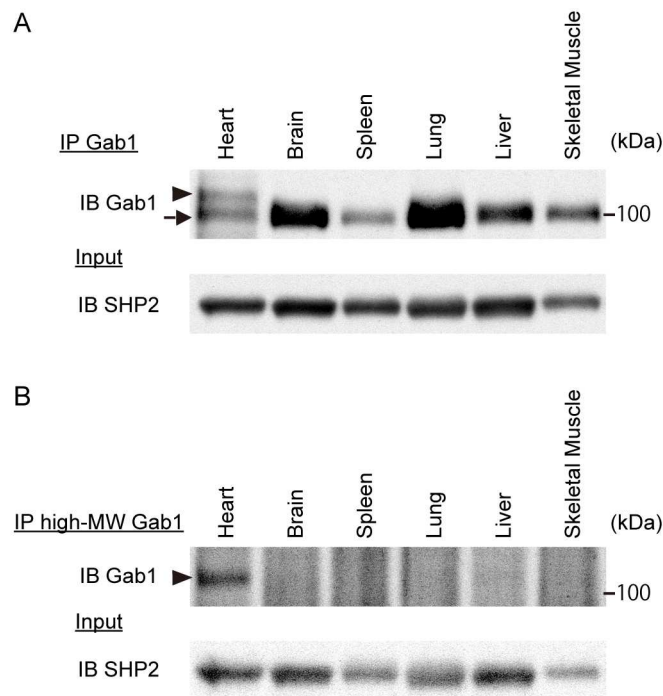 A
Heart
Brain
Spleen
Lung
Liver
Skeletal Muscle
(kDa)
IP Gab1
IB Gab1
100
Input
IB SHP2
B
Heart
Brain
Spleen
Lung
Liver
Skeletal Muscle
(kDa)
IP high-MW Gab1
IB Gab1
100
Input
IB SHP2